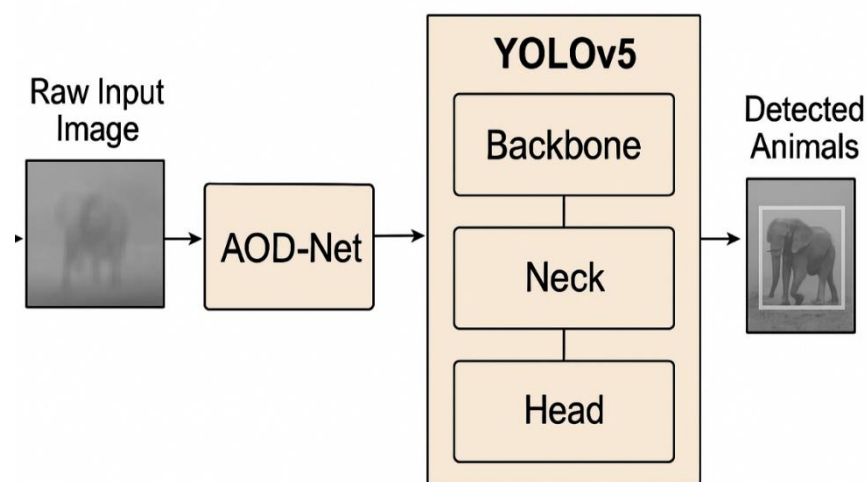 Raw Input
Image
AOD-Net
YOLOv5
Backbone
Neck
Head
Detected
Animals